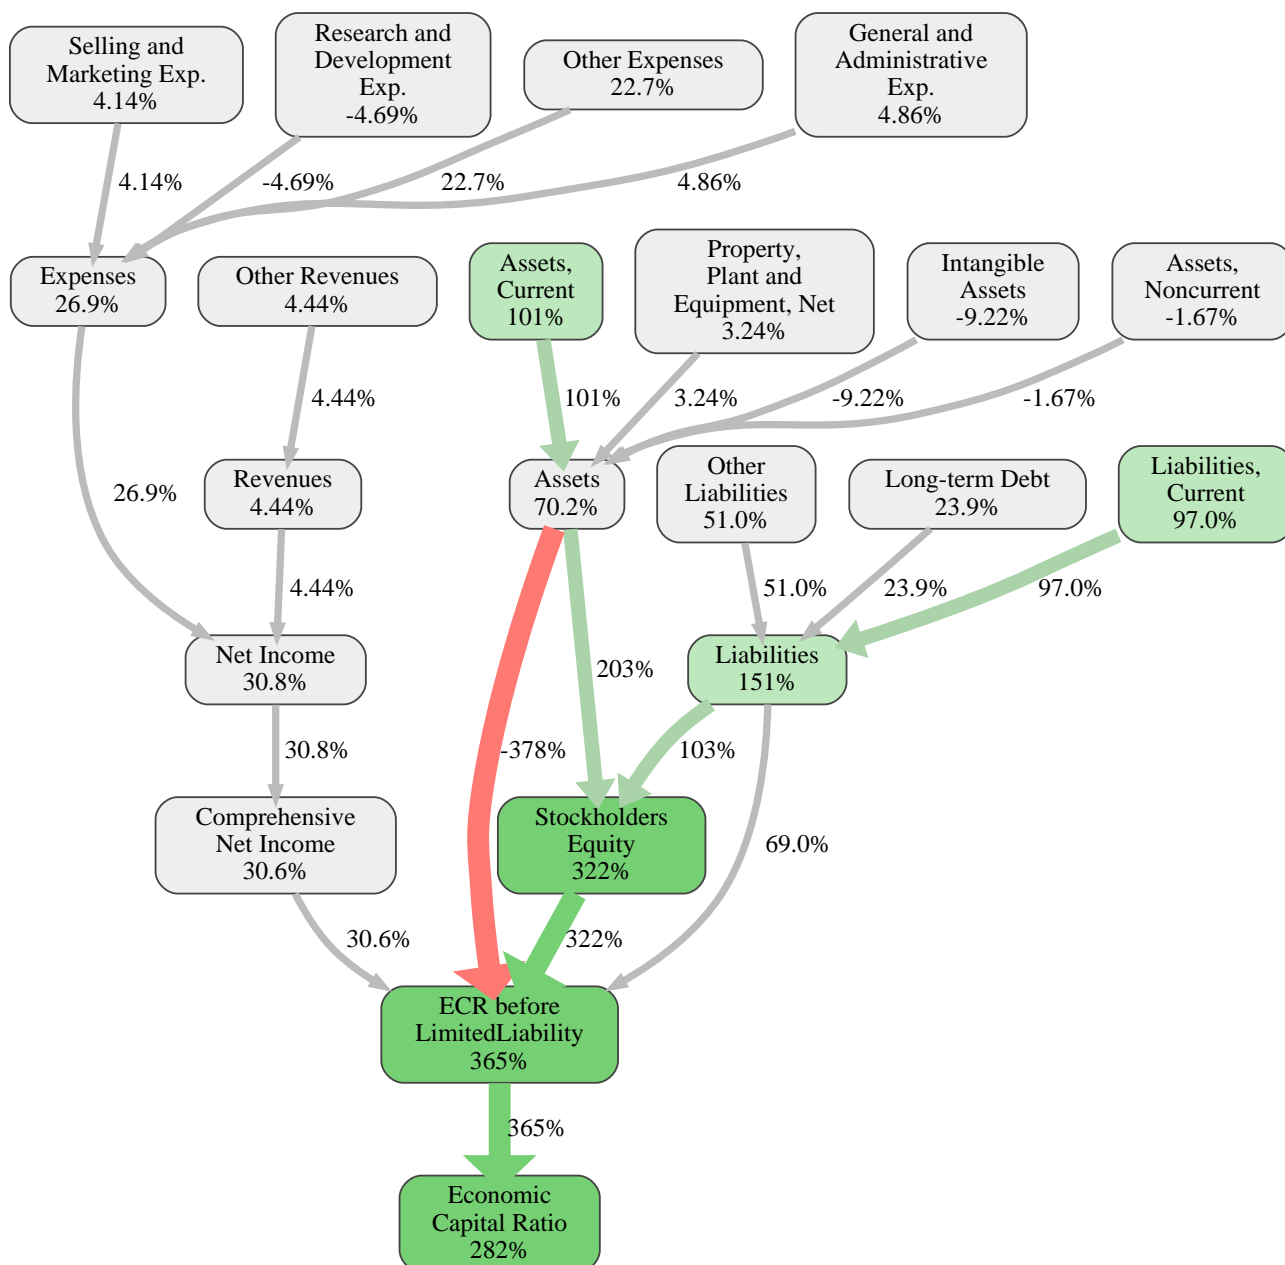 Selling and
Marketing Exp.
4.14%
Research and
Development
Exp.
-4.69%
Other Expenses
22.7%
General and
Administrative
Exp.
4.86%
4.14%
-4.69%
22.7%
4.86%
Expenses
26.9%
Other Revenues
4.44%
Assets,
Current
101%
Property,
Plant and
Equipment, Net
3.24%
Intangible
Assets
-9.22%
Assets,
Noncurrent
-1.67%
4.44%
101%
3.24%
-9.22%
-1.67%
26.9%
Revenues
4.44%
Assets
70.2%
Other
Liabilities
51.0%
Long-term Debt
23.9%
Liabilities,
Current
97.0%
4.44%
51.0%
23.9%
97.0%
Net Income
30.8%
203%
Liabilities
151%
30.8%
-378%
103%
Comprehensive
Net Income
30.6%
Stockholders
Equity
322%
69.0%
30.6%
322%
ECR before
LimitedLiability
365%
365%
Economic
Capital Ratio
282%